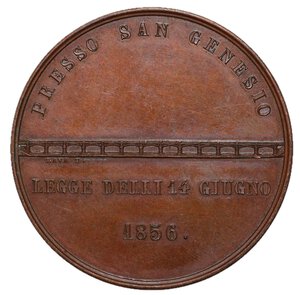 PRESSO SAN GENESIO
LEGGE DELLI 14 GIUGNO
1856.